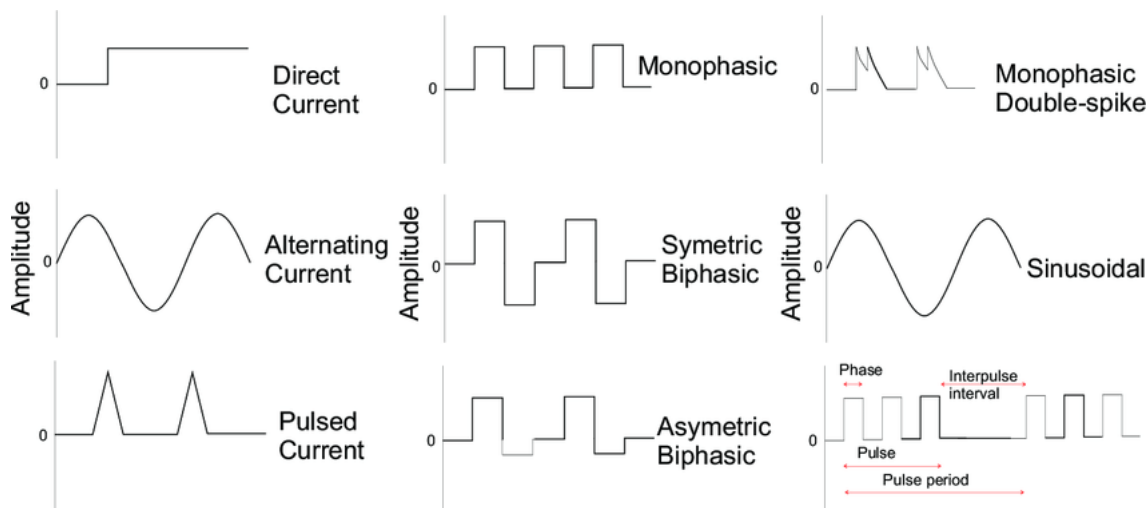 0
Direct
Current
0
Monophasic
0
Monophasic
Double-spike
Amplitude
0
Alternating
Current
Amplitude
0
Symetric
Biphasic
Amplitude
0
Sinusoidal
0
Pulsed
Current
0
Asymetric
Biphasic
Phase
Interpulse
interval
0
Pulse
Pulse period